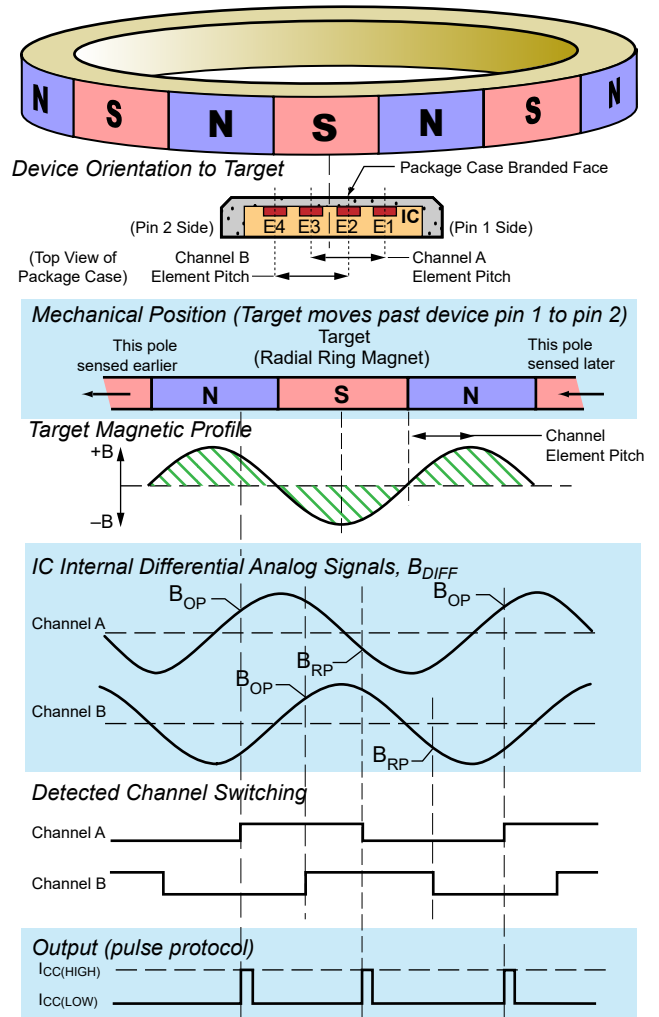 N S N S N S N
Device Orientation to Target
Package Case Branded Face
(Pin 2 Side)
E4 E3 E2 E1
IC
(Pin 1 Side)
(Top View of
Package Case)
Channel B
Element Pitch
Channel A
Element Pitch
Mechanical Position (Target moves past device pin 1 to pin 2)
This pole
sensed earlier
Target
(Radial Ring Magnet)
This pole
sensed later
N S N
Target Magnetic Profile
+B
–B
Channel
Element Pitch
IC Internal Differential Analog Signals, BDIFF
BOP
BOP
Channel A
BRP
BOP
Channel B
BRP
Detected Channel Switching
Channel A
Channel B
Output (pulse protocol)
ICC(HIGH)
ICC(LOW)